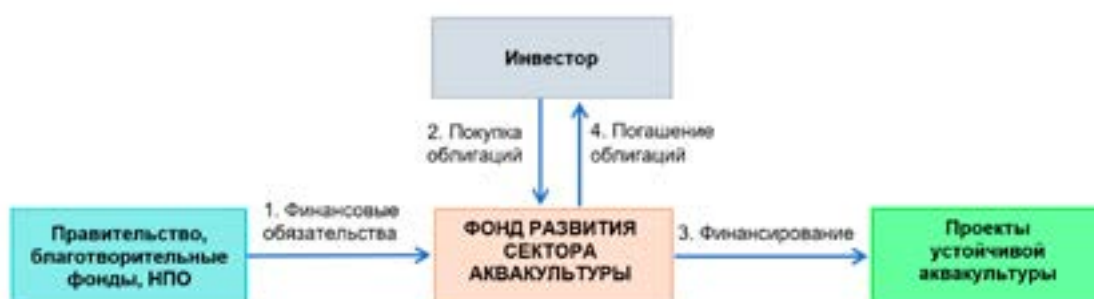 Инвестор
2. Покупка
облигаций
4. Погашение
облигаций
Правительство,
благотворительные
фонды, НПО
1. Финансовые
обязательства
ФОНД РАЗВИТИЯ
СЕКТОРА
АКВАКУЛЬТУРЫ
3. Финансирование
Проекты
устойчивой
аквакультуры